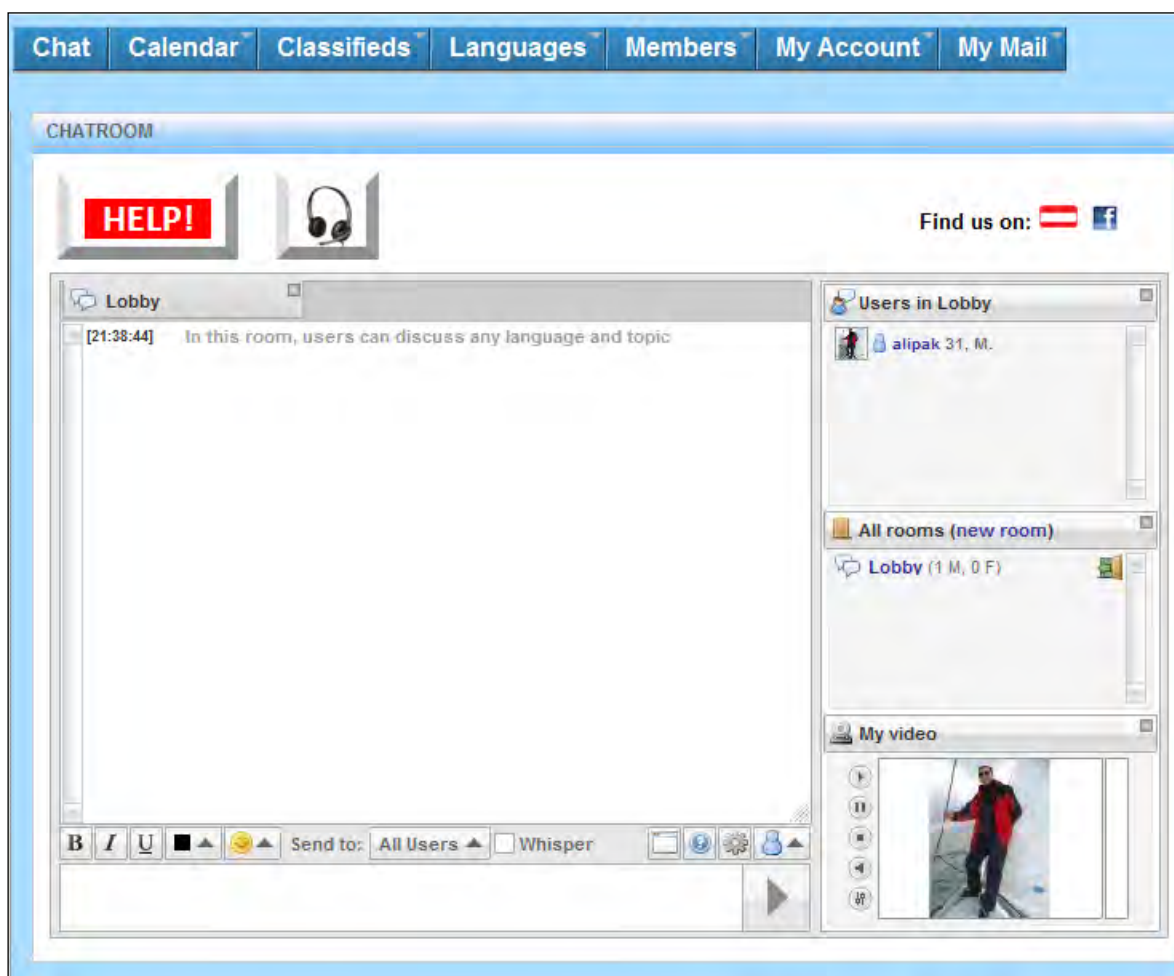 Chat Calendar Classifieds Languages Members My Account My Mail
CHATROOM
HELP!
Find us on:
Lobby
[21:38:44] In this room, users can discuss any language and topic
Users in Lobby
alipak 31, M.
All rooms (new room)
Lobby (1 M, 0 F)
My video
B I U Send to: All Users Whisper